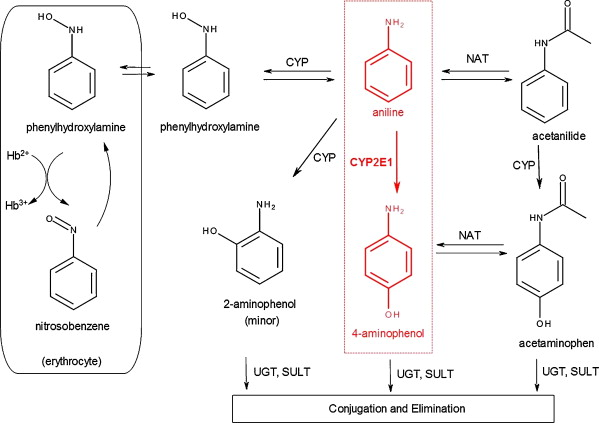 HO
NH
phenylhydroxylamine
Hb2+
Hb3+
O
N
nitrosobenzene
(erythrocyte)
HO
NH
phenylhydroxylamine
CYP
NH2
aniline
NAT
O
HN
acetanilide
CYP
CYP2E1
CYP
NH2
HO
2-aminophenol
(minor)
NH2
OH
4-aminophenol
NAT
O
HN
OH
acetaminophen
UGT, SULT
UGT, SULT
UGT, SULT
Conjugation and Elimination